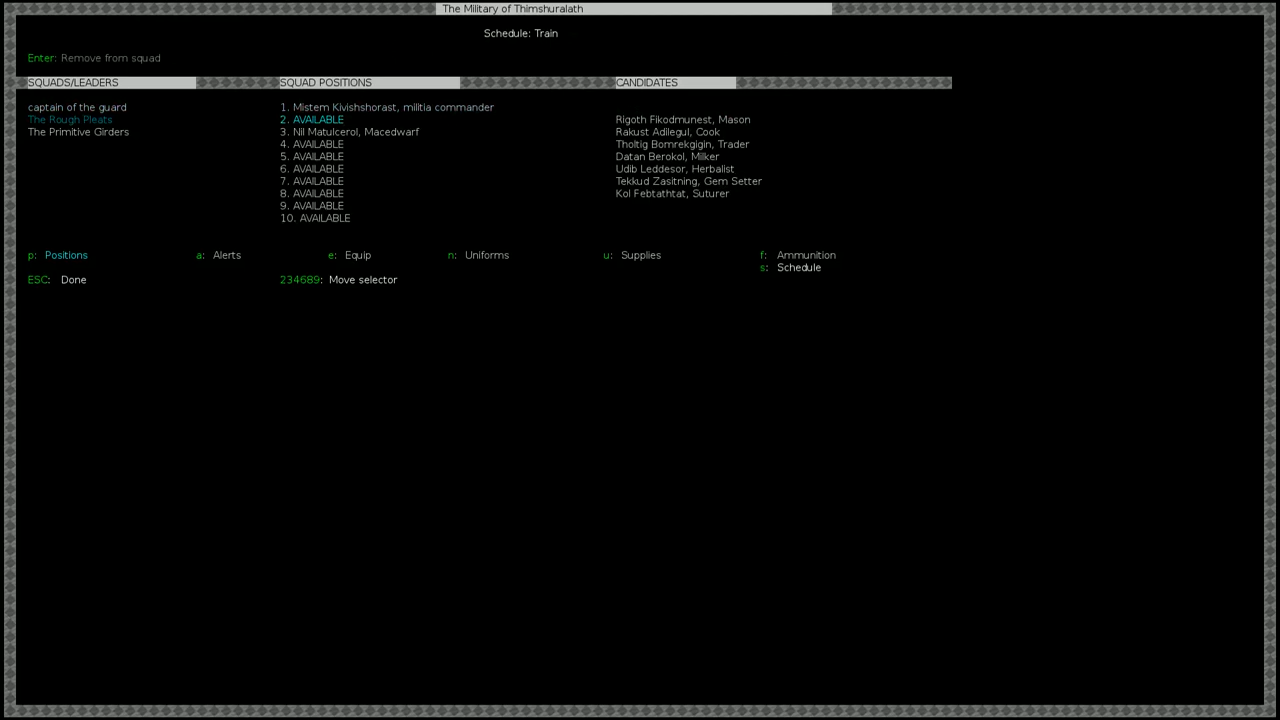 The Military of Thimshuralath
Schedule: Train
Enter: Remove from squad
SQUADS/LEADERS SQUAD POSITIONS CANDIDATES
captain of the guard 1. Mistem Kivishshorast, militia commander
The Rough Pleats 2. AVAILABLE Rigoth Fikodmunest, Mason
The Primitive Girders 3. Nil Matulcerol, Macedwarf Rakust Adilegul, Cook
4. AVAILABLE Tholtig Bomrekgigin, Trader
5. AVAILABLE Datan Berokol, Milker
6. AVAILABLE Udib Leddesor, Herbalist
7. AVAILABLE Tekkud Zasitning, Gem Setter
8. AVAILABLE Kol Febtathtat, Suturer
9. AVAILABLE
10. AVAILABLE
p: Positions a: Alerts e: Equip n: Uniforms u: Supplies f: Ammunition
s: Schedule
ESC: Done 234689: Move selector